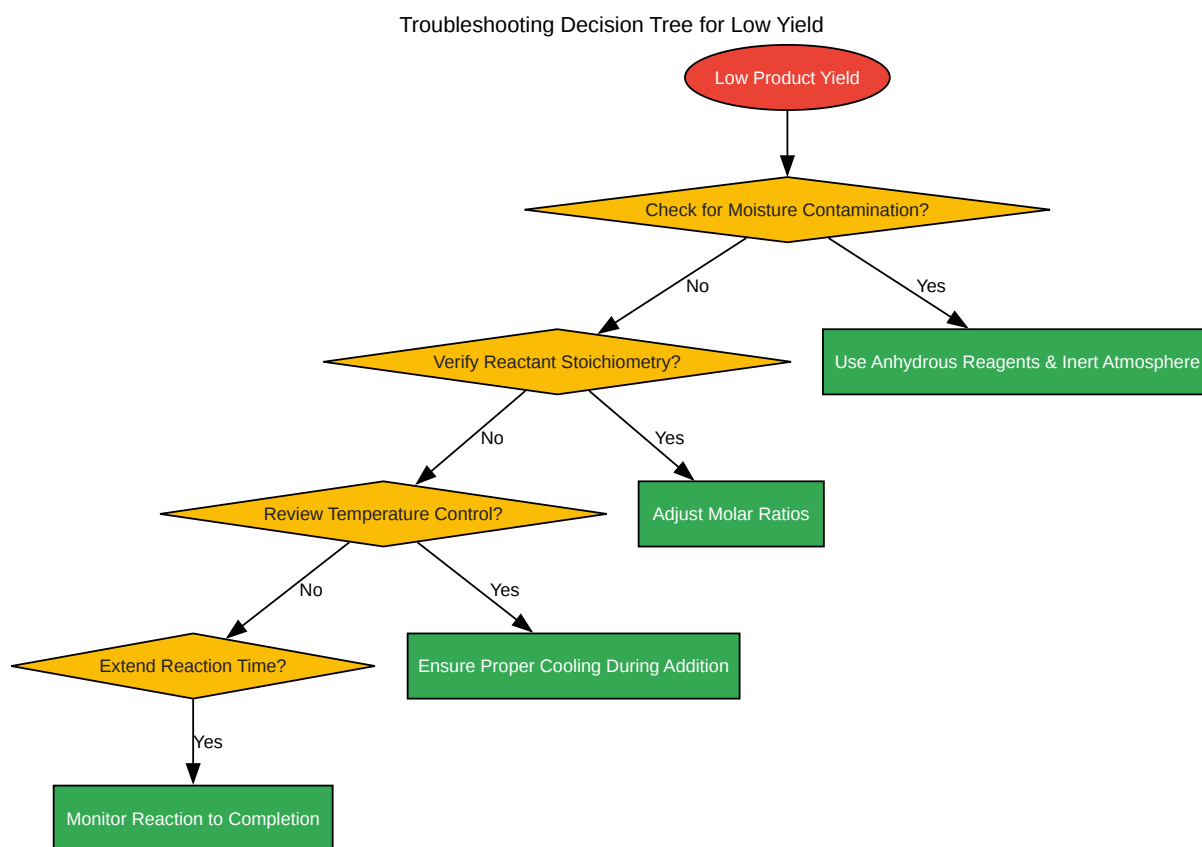 Troubleshooting Decision Tree for Low Yield
Low Product Yield
Check for Moisture Contamination?
No
Yes
Verify Reactant Stoichiometry?
Use Anhydrous Reagents & Inert Atmosphere
No
Yes
Review Temperature Control?
Adjust Molar Ratios
No
Yes
Extend Reaction Time?
Ensure Proper Cooling During Addition
Yes
Monitor Reaction to Completion